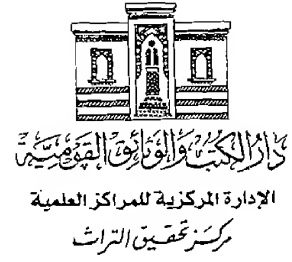 دار الكتب والوثائق القومية
الإدارة المركزية للمراكز العلمية
مركز تحقيق التراث